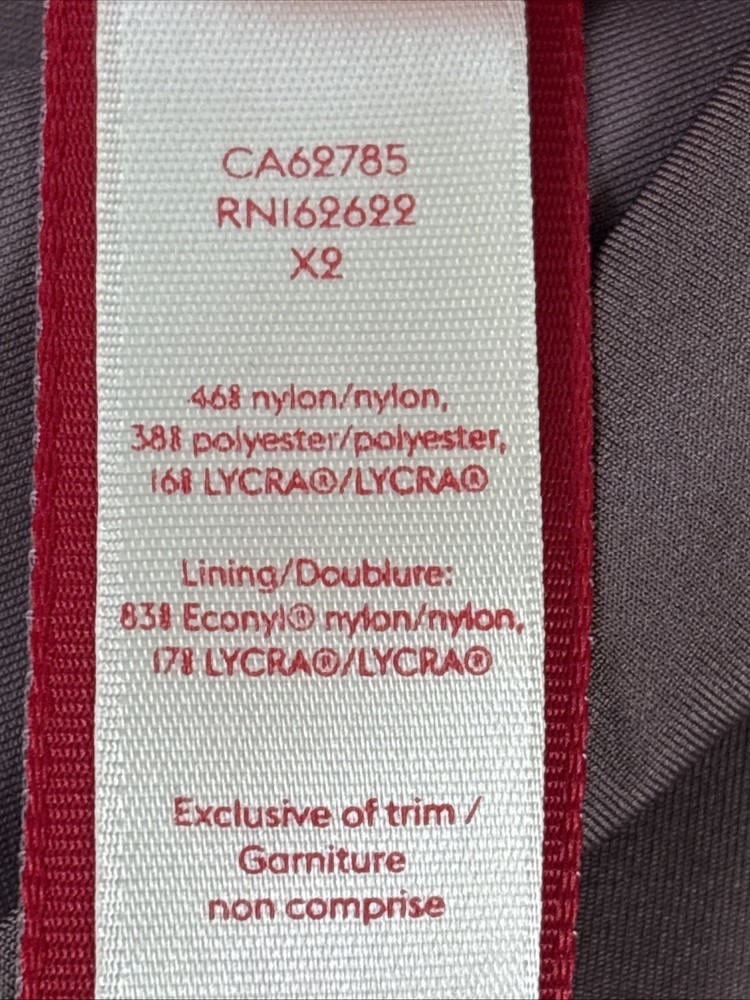 CA62785
RN162622
X2
46% nylon/nylon,
38% polyester/polyester,
16% LYCRA®/LYCRA®
Lining/Doublure:
83% Econyl® nylon/nylon,
17% LYCRA®/LYCRA®
Exclusive of trim /
Garniture
non comprise